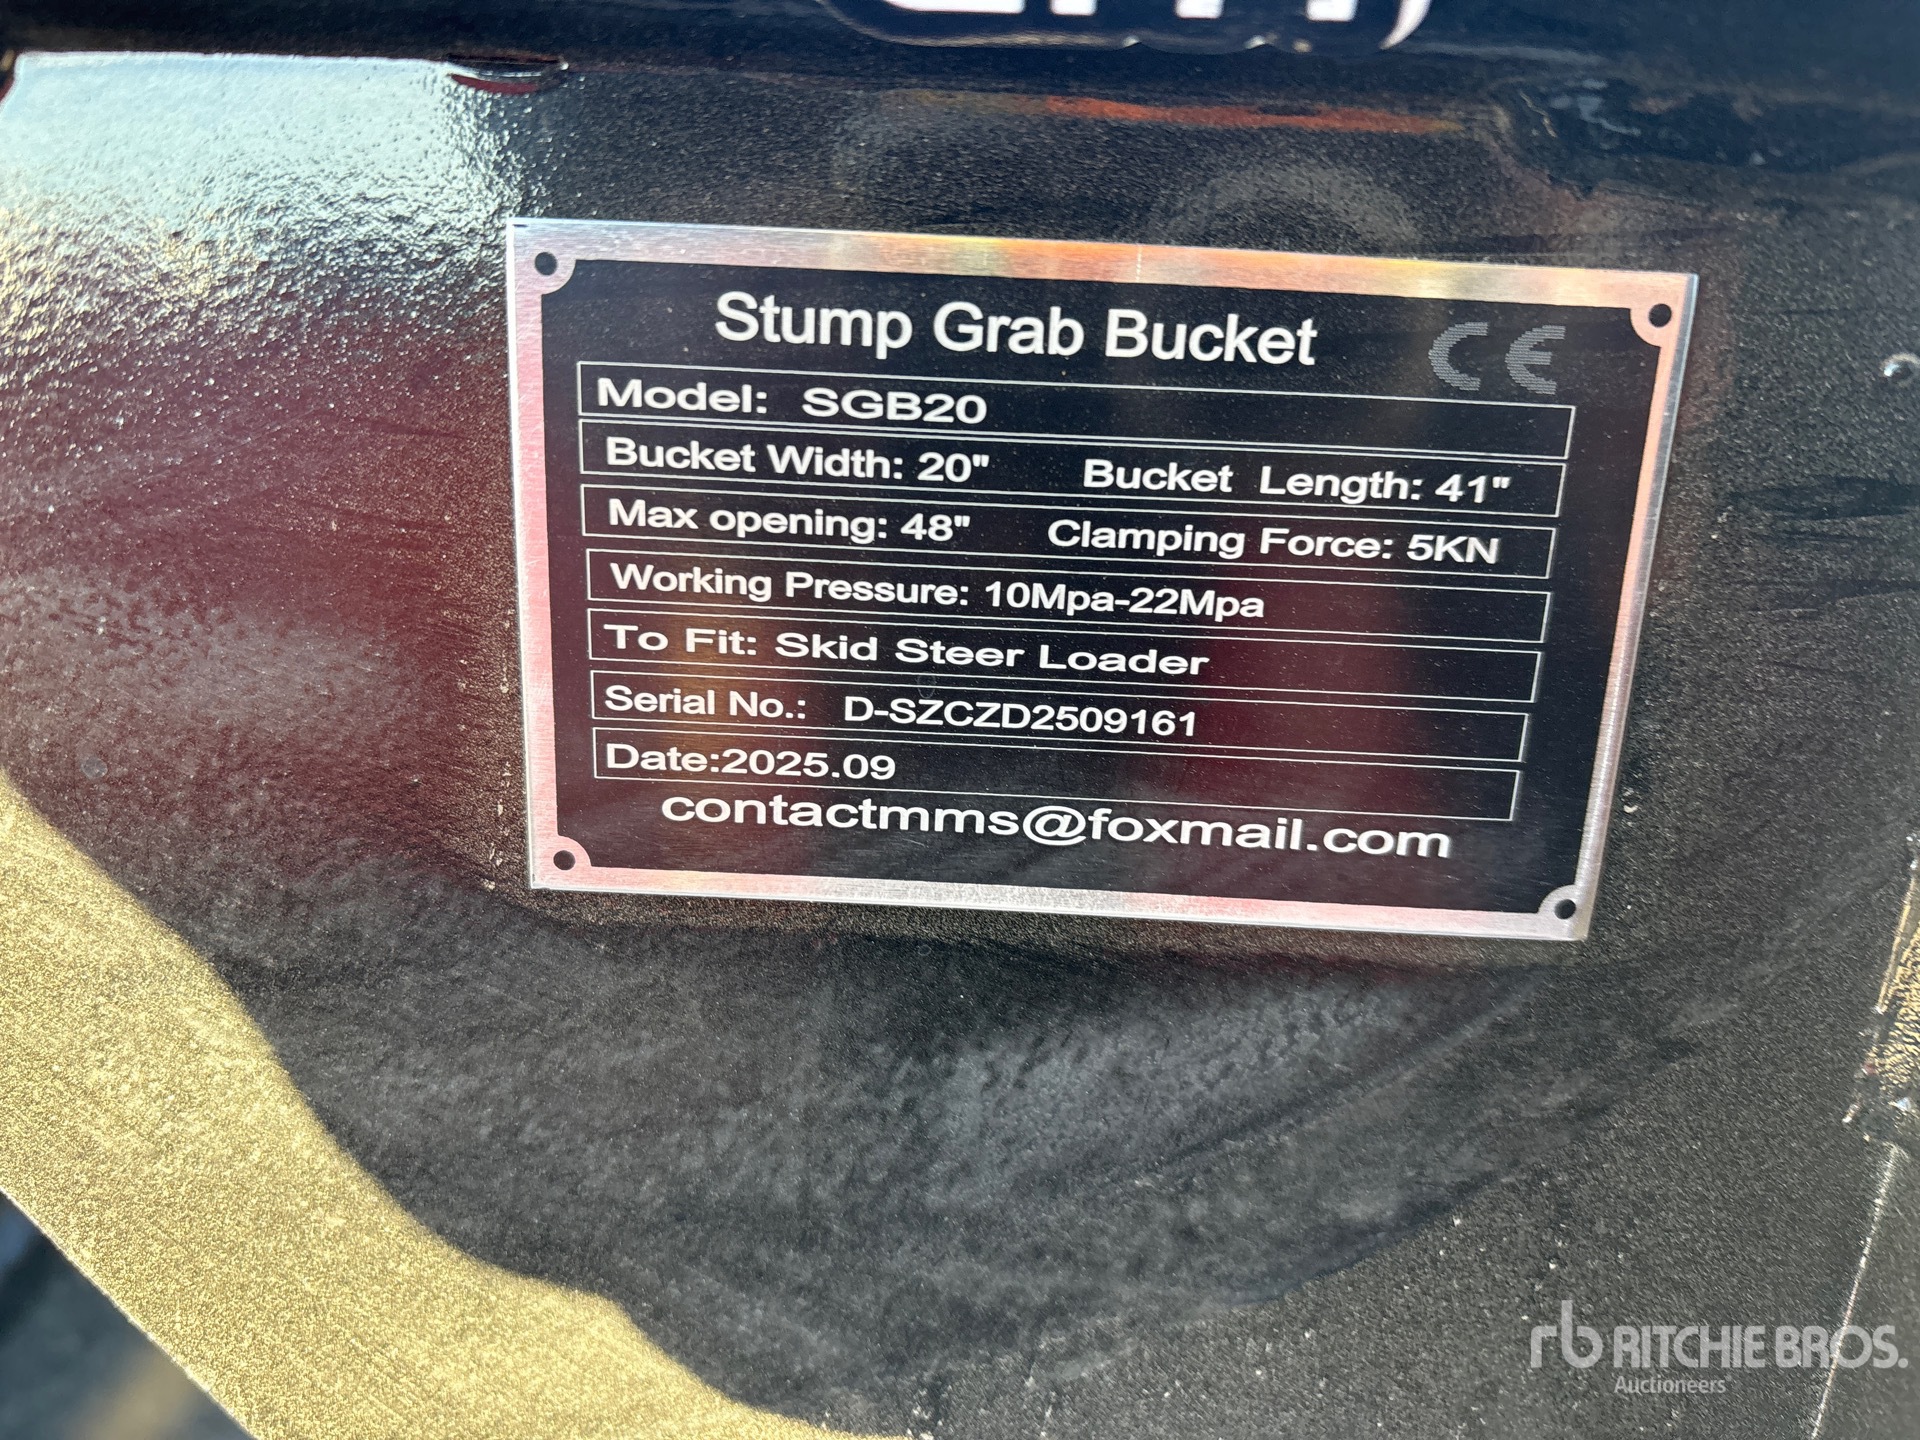 Stump Grab Bucket CE
Model: SGB20
Bucket Width: 20" Bucket Length: 41"
Max opening: 48" Clamping Force: 5KN
Working Pressure: 10Mpa-22Mpa
To Fit: Skid Steer Loader
Serial No.: D-SZCZD2509161
Date:2025.09
contactmms@foxmail.com
rb RITCHIE BROS.
Auctioneers